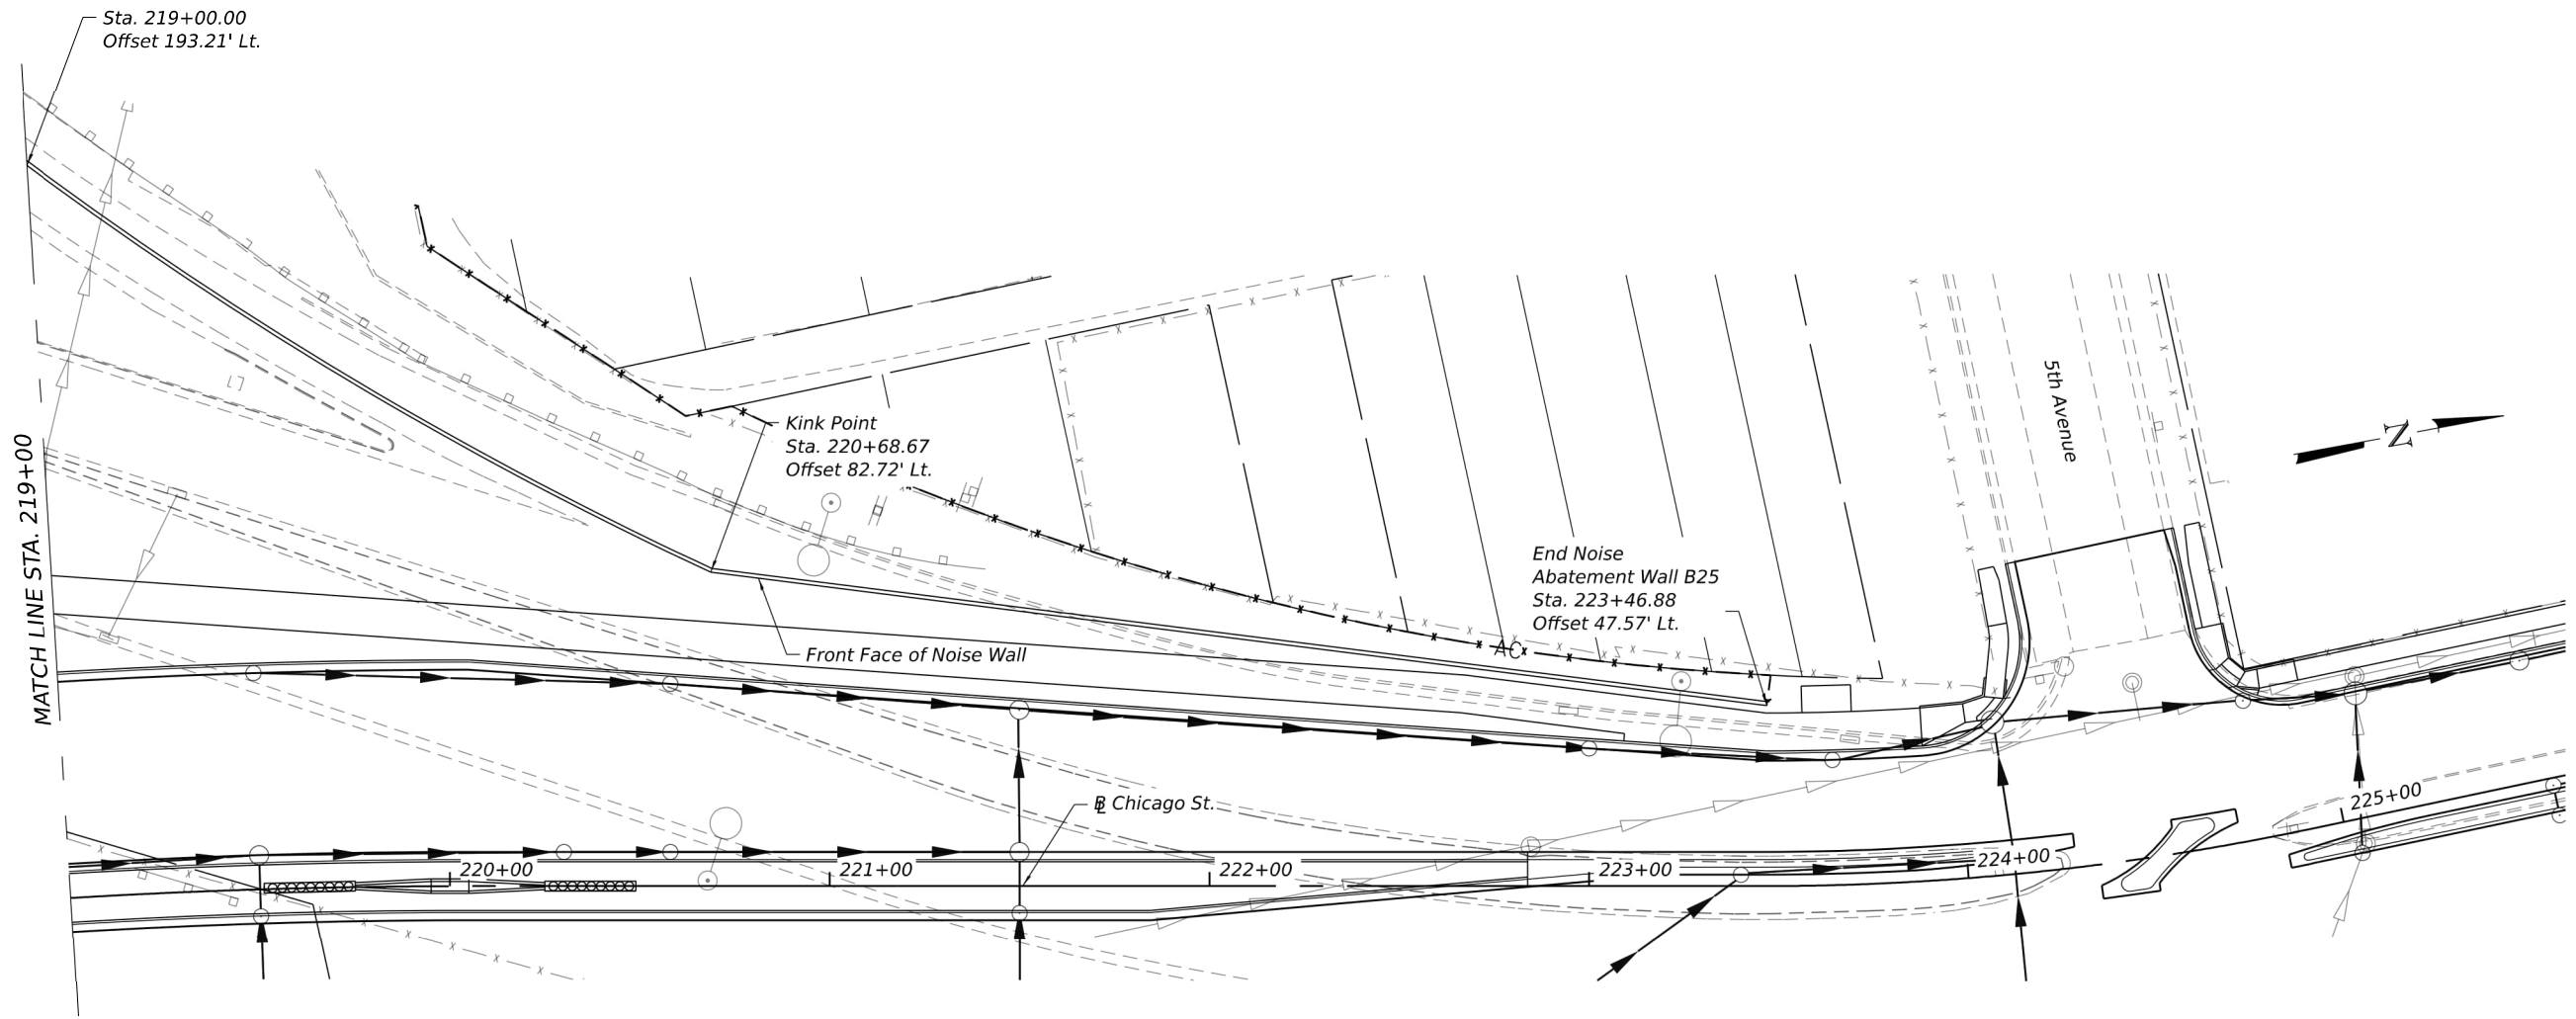 Sta. 219+00.00
Offset 193.21' Lt.
MATCH LINE STA. 219+00
Kink Point
Sta. 220+68.67
Offset 82.72' Lt.
Front Face of Noise Wall
End Noise
Abatement Wall B25
Sta. 223+46.88
Offset 47.57' Lt.
AC
5th Avenue
N
BL Chicago St.
220+00
221+00
222+00
223+00
224+00
225+00